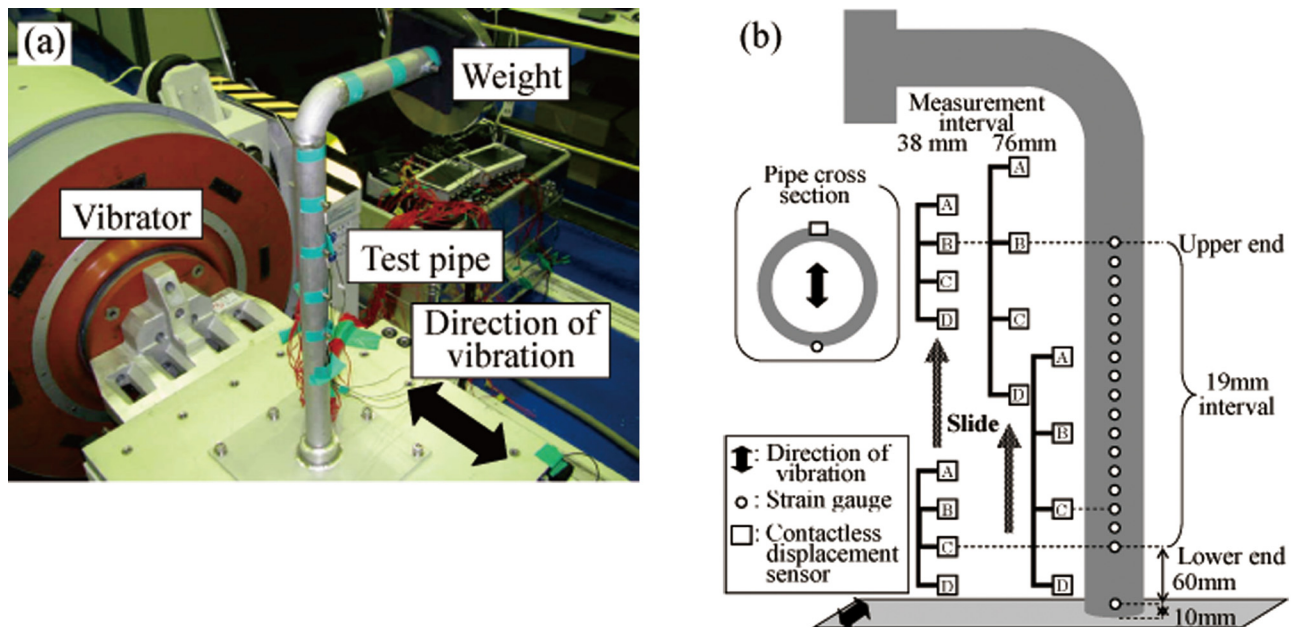 (a)
Weight
Vibrator
Test pipe
Direction of
vibration
(b)
Measurement
interval
38 mm 76mm
Pipe cross
section
A
B
C
D
A
B
C
D
Upper end
19mm
interval
Slide
A
B
C
D
A
B
C
D
: Direction of
vibration
: Strain gauge
: Contactless
displacement
sensor
Lower end
60mm
10mm